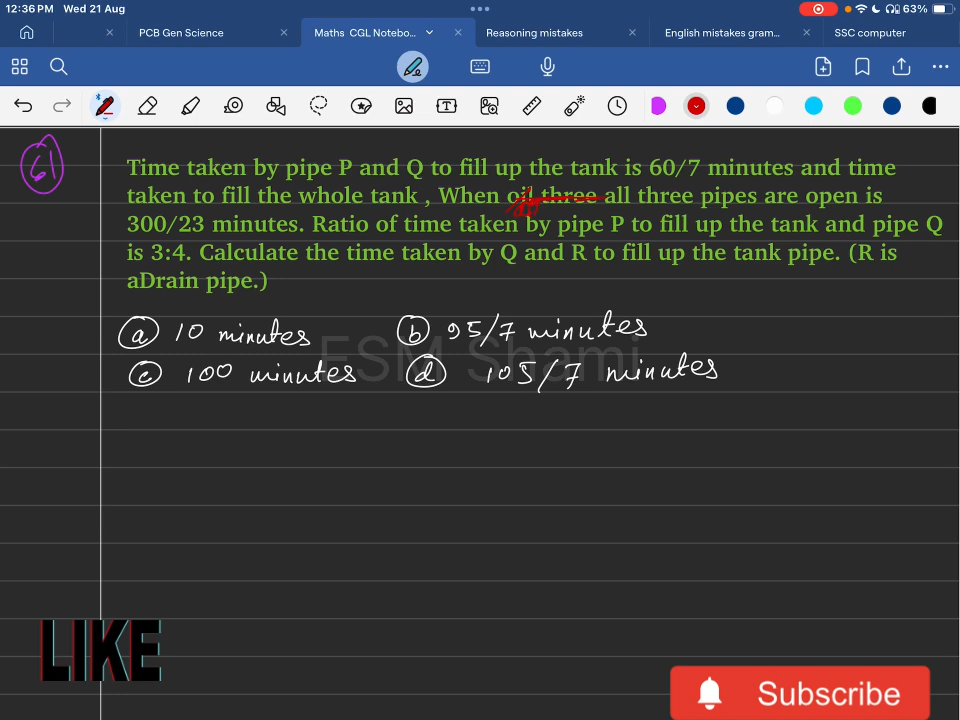 12:36 PM Wed 21 Aug
63%
PCB Gen Science
Maths CGL Notebo...
Reasoning mistakes
English mistakes gram...
SSC computer
61
Time taken by pipe P and Q to fill up the tank is 60/7 minutes and time
taken to fill the whole tank , When oil three all three pipes are open is
all
300/23 minutes. Ratio of time taken by pipe P to fill up the tank and pipe Q
is 3:4. Calculate the time taken by Q and R to fill up the tank pipe. (R is
aDrain pipe.)
a 10 minutes b 95/7 minutes
c 100 minutes d 105/7 minutes
ESM Shami
LIKE
Subscribe